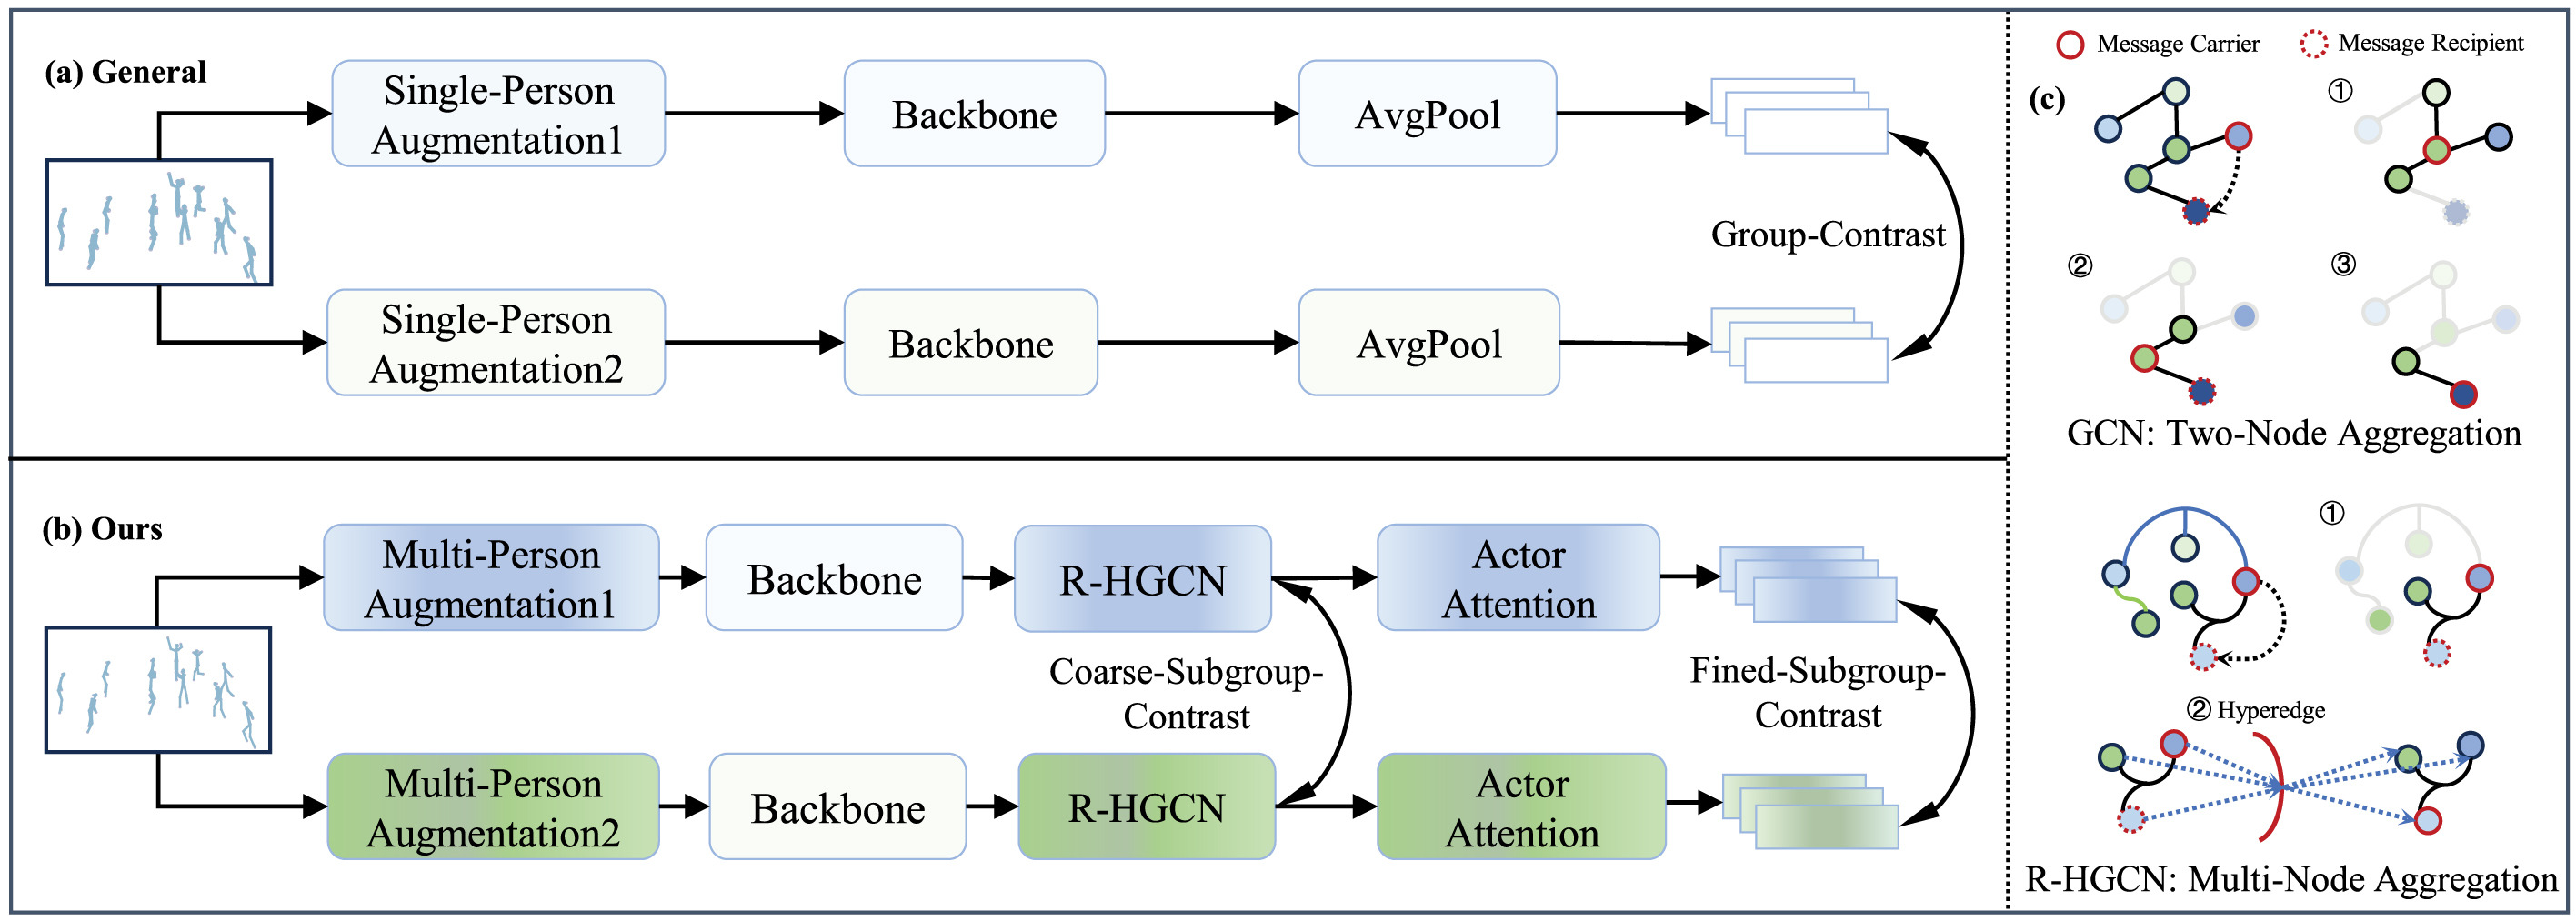 (a) General
Single-Person
Augmentation1
Backbone
AvgPool
Group-Contrast
Single-Person
Augmentation2
Backbone
AvgPool
(b) Ours
Multi-Person
Augmentation1
Backbone
R-HGCN
Actor
Attention
Coarse-Subgroup-
Contrast
Fined-Subgroup-
Contrast
Multi-Person
Augmentation2
Backbone
R-HGCN
Actor
Attention
Message Carrier
Message Recipient
(c)
①
②
③
GCN: Two-Node Aggregation
①
② Hyperedge
R-HGCN: Multi-Node Aggregation